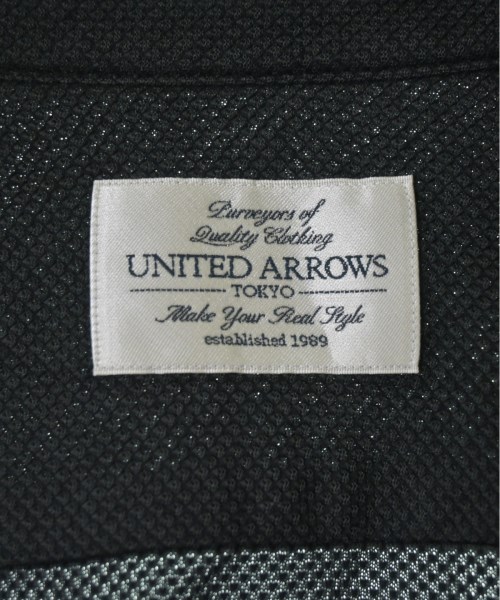 Purveyors of
Quality Clothing
UNITED ARROWS
TOKYO
Make Your Real Style
established 1989